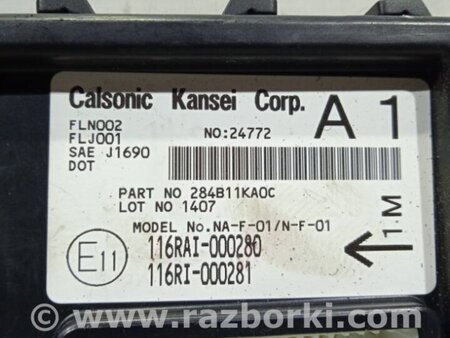 Calsonic Kansei Corp. A 1
FLN002 NO:24772
FLJ001
SAE J1690
DOT
PART NO 284B11KA0C
LOT NO 1407
MODEL No.NA-F-01/N-F-01
E11 116RAI-000280
116RI-000281
1.M
www.razborki.com